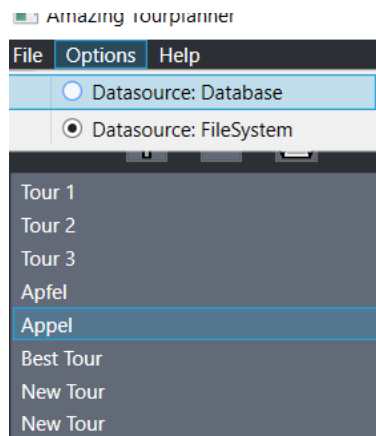 Amazing Tourplanner
File Options Help
Datasource: Database
Datasource: FileSystem
Tour 1
Tour 2
Tour 3
Apfel
Appel
Best Tour
New Tour
New Tour